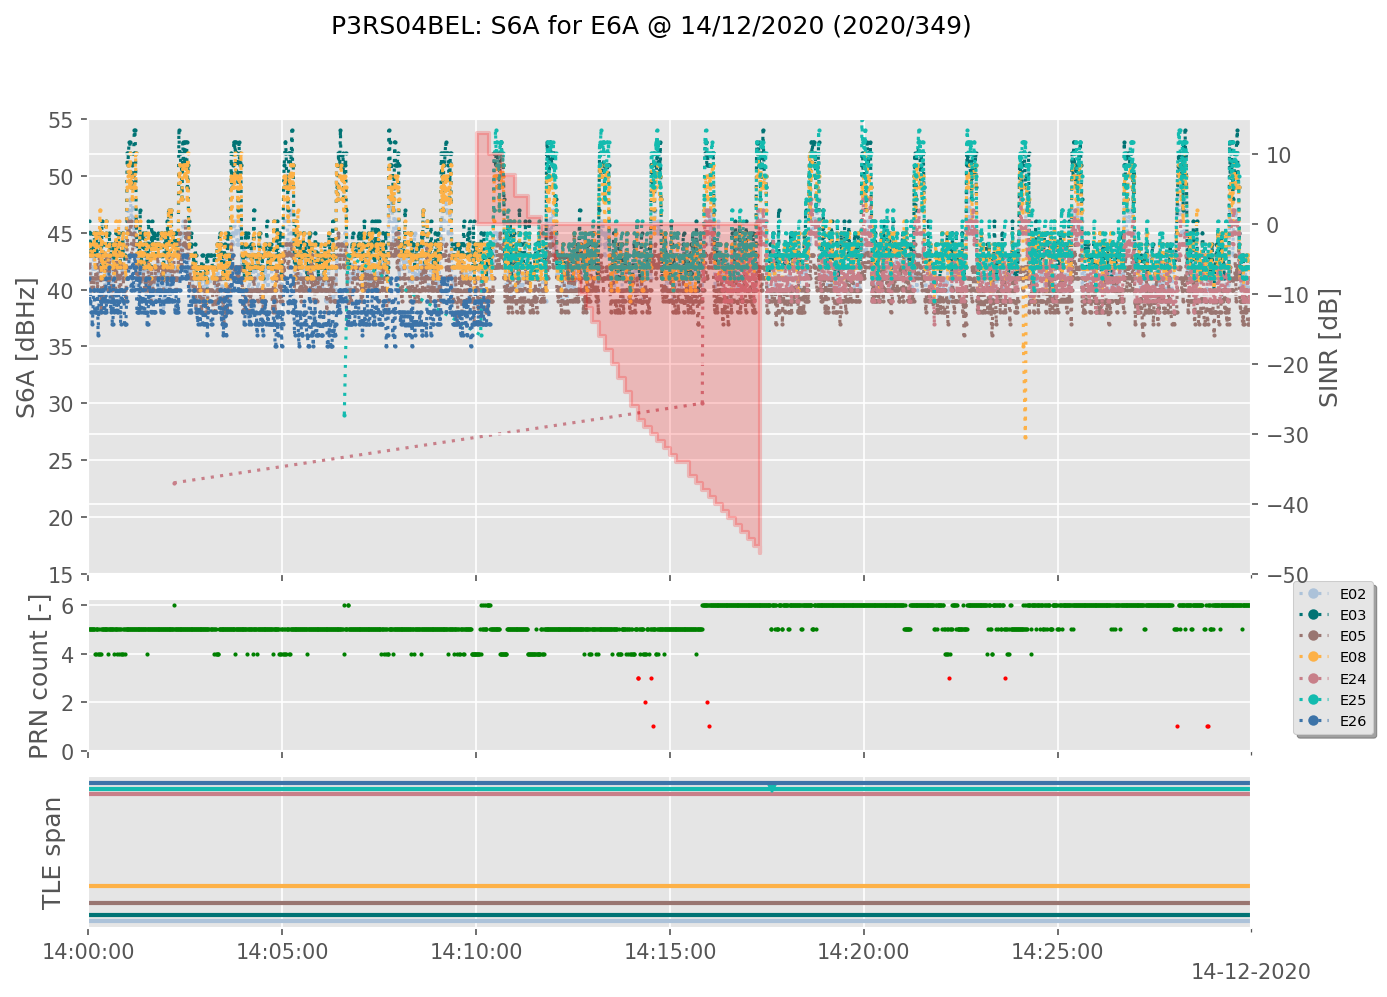 P3RS04BEL: S6A for E6A @ 14/12/2020 (2020/349)
S6A [dBHz]
55
50
45
40
35
30
25
20
15
SINR [dB]
10
0
−10
−20
−30
−40
−50
PRN count [-]
6
4
2
0
E02
E03
E05
E08
E24
E25
E26
TLE span
14:00:00 14:05:00 14:10:00 14:15:00 14:20:00 14:25:00
14-12-2020